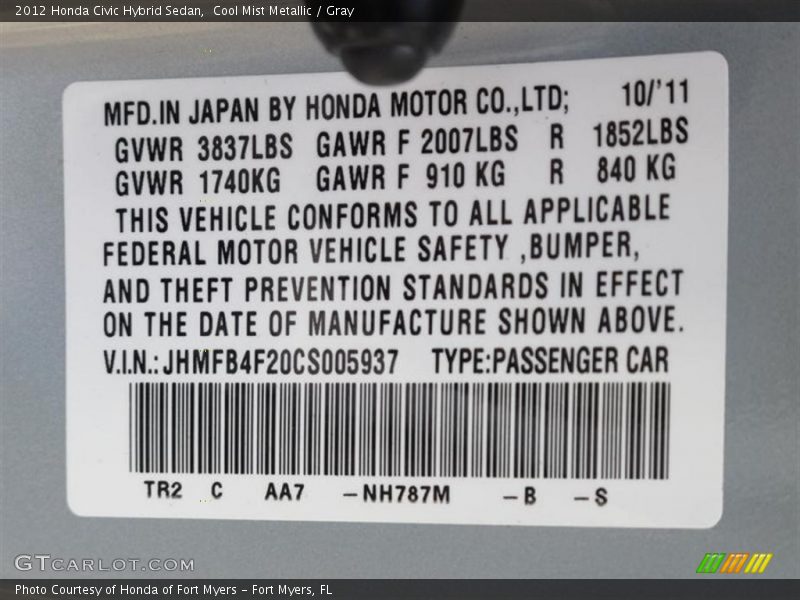 2012 Honda Civic Hybrid Sedan,  Cool Mist Metallic / Gray
MFD.IN JAPAN BY HONDA MOTOR CO.,LTD; 10/'11
GVWR 3837LBS GAWR F 2007LBS R 1852LBS
GVWR 1740KG GAWR F 910 KG R 840 KG
THIS VEHICLE CONFORMS TO ALL APPLICABLE
FEDERAL MOTOR VEHICLE SAFETY ,BUMPER,
AND THEFT PREVENTION STANDARDS IN EFFECT
ON THE DATE OF MANUFACTURE SHOWN ABOVE.
V.I.N.: JHMFB4F20CS005937 TYPE:PASSENGER CAR
TR2 C AA7 –NH787M –B –S
GTCARLOT.COM
Photo Courtesy of Honda of Fort Myers – Fort Myers, FL